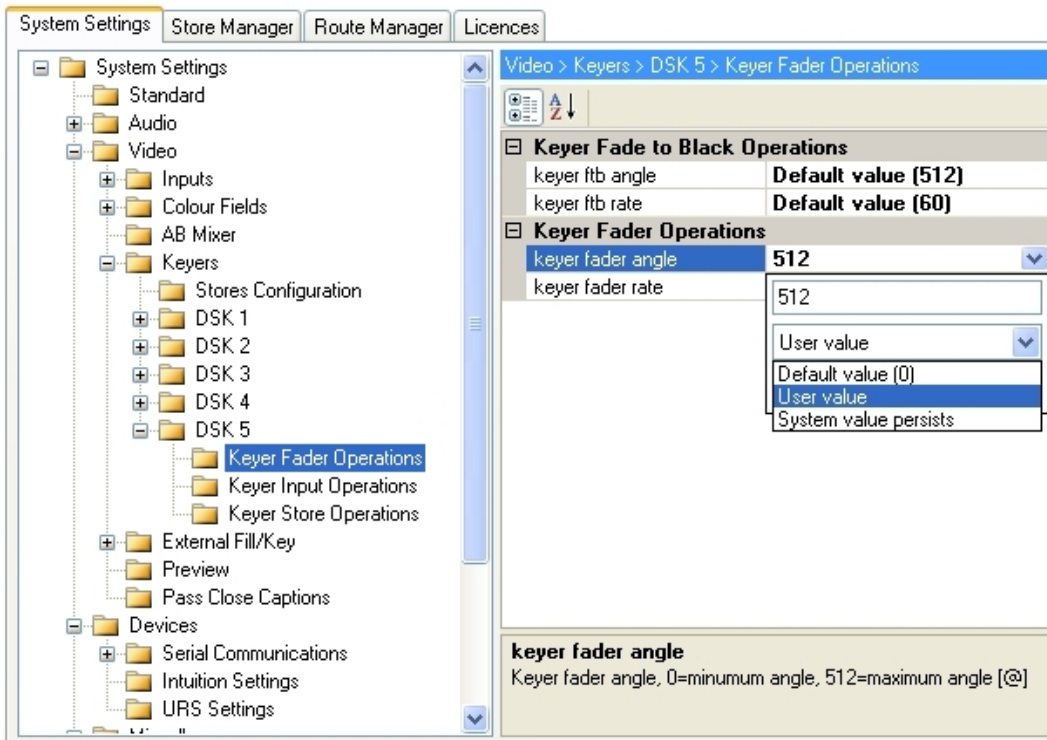 System Settings
Store Manager
Route Manager
Licences
System Settings
Standard
Audio
Video
Inputs
Colour Fields
AB Mixer
Keyers
Stores Configuration
DSK 1
DSK 2
DSK 3
DSK 4
DSK 5
Keyer Fader Operations
Keyer Input Operations
Keyer Store Operations
External Fill/Key
Preview
Pass Close Captions
Devices
Serial Communications
Intuition Settings
URS Settings
Video > Keyers > DSK 5 > Keyer Fader Operations
Keyer Fade to Black Operations
keyer ftb angle Default value (512)
keyer ftb rate Default value (60)
Keyer Fader Operations
keyer fader angle 512
keyer fader rate
512
User value
Default value (0)
User value
System value persists
keyer fader angle
Keyer fader angle, 0=minumum angle, 512=maximum angle [@]